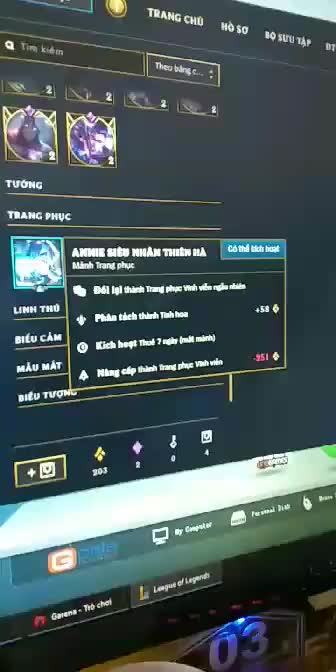 TRANG CHỦ
HỒ SƠ
BỘ SƯU TẬP
Tìm kiếm
Theo bảng c...
2
2
2
2
2
2
TƯỚNG
TRANG PHỤC
ANNIE SIÊU NHÂN THIÊN HÀ
Có thể kích hoạt
Mảnh Trang phục
Đổi lại thành Trang phục Vĩnh viễn ngẫu nhiên
Phân tách thành Tinh hoa +58
Kích hoạt Thuê 7 ngày (mất mảnh)
Nâng cấp thành Trang phục Vĩnh viễn -351
LINH THÚ
BIỂU CẢM
MẪU MẮT
BIỂU TƯỢNG
203
2
0
4
My Computer
Personal Disk
Garena - Trò chơi
League of Legends
03